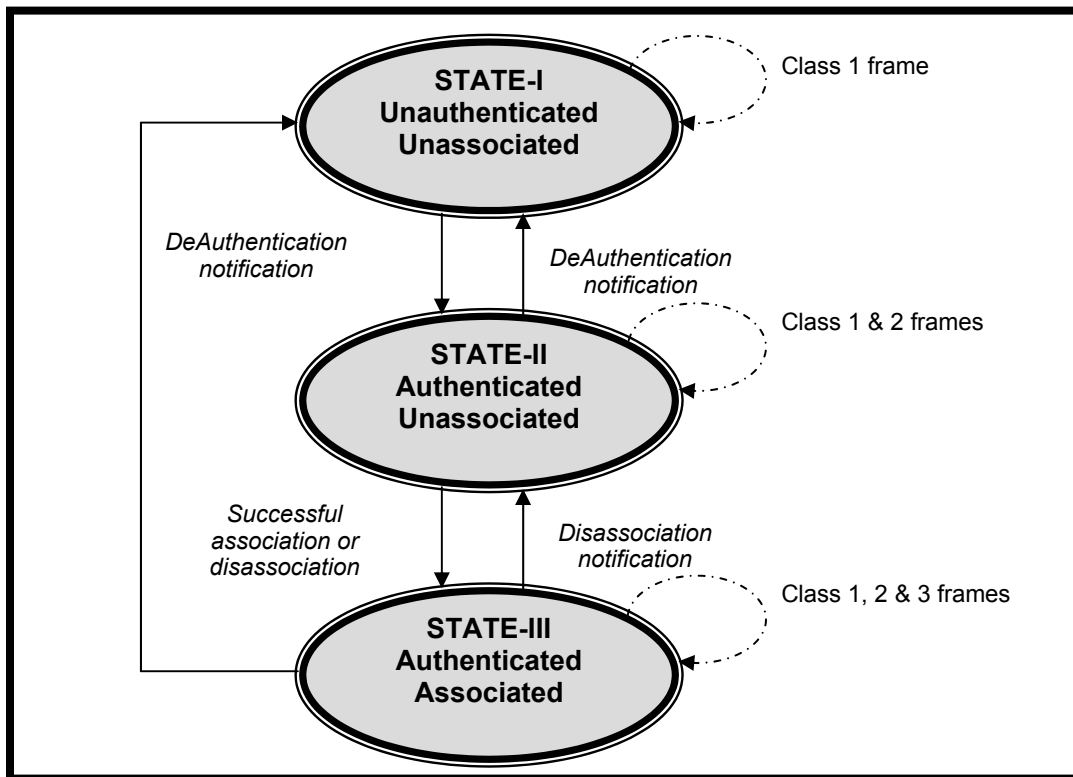 STATE-I
Unauthenticated
Unassociated
Class 1 frame
DeAuthentication
notification
DeAuthentication
notification
Class 1 & 2 frames
STATE-II
Authenticated
Unassociated
Successful
association or
disassociation
Disassociation
notification
Class 1, 2 & 3 frames
STATE-III
Authenticated
Associated